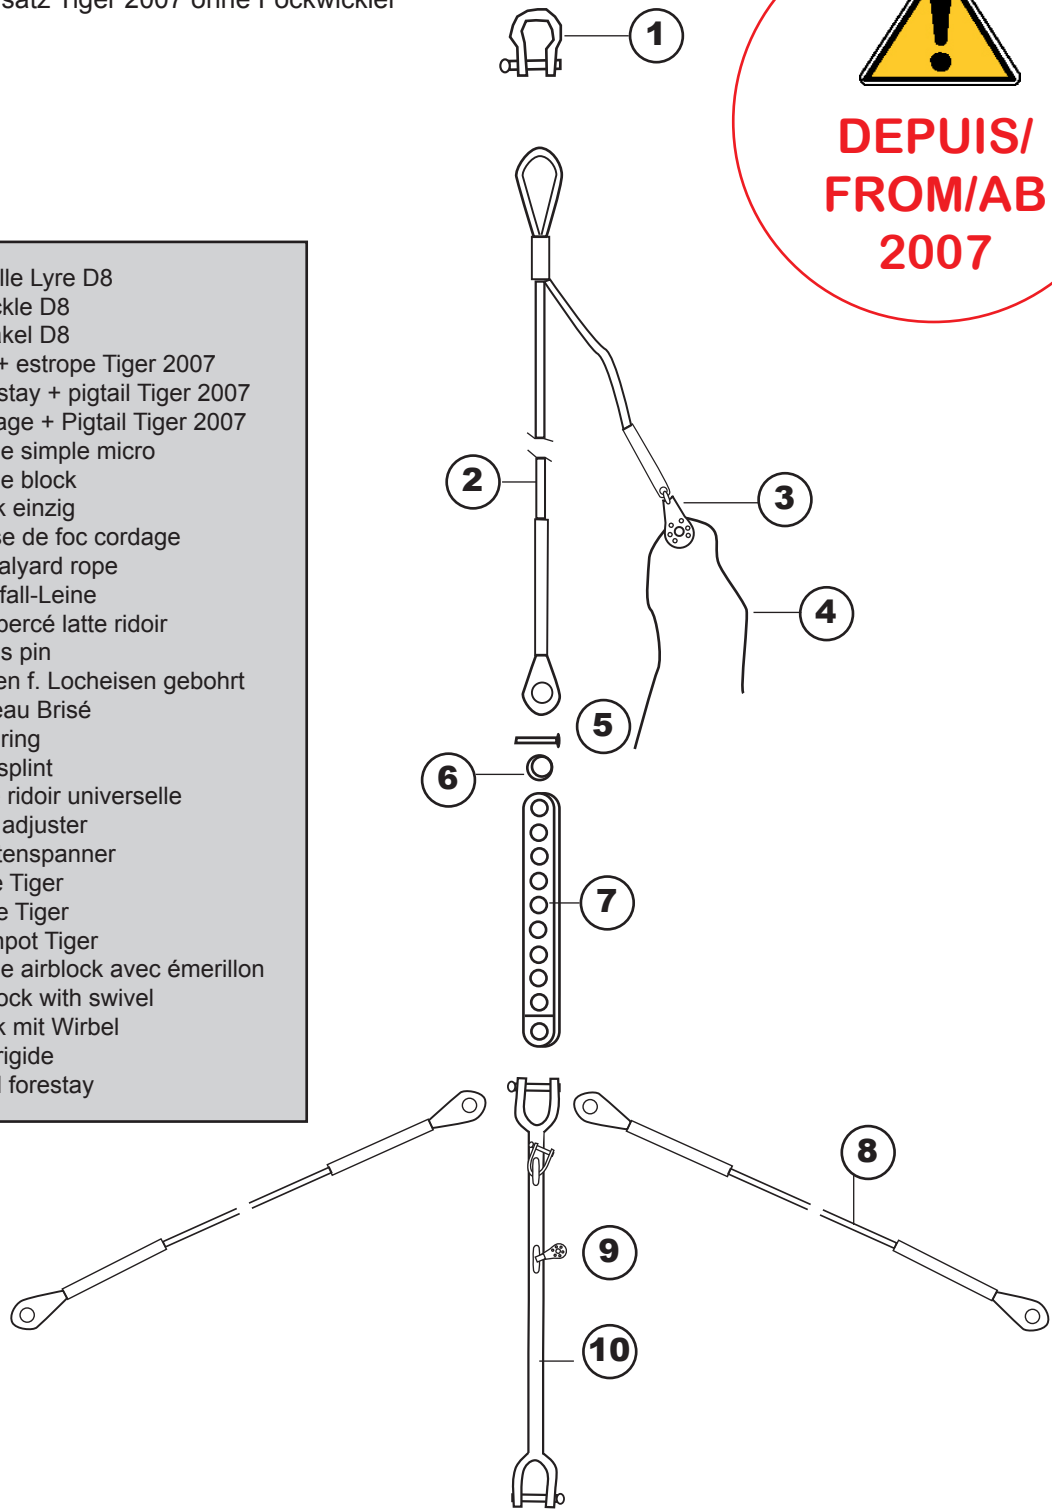 satz Tiger 2007 ohne Fockwickler
1
DEPUIS/
FROM/AB
2007
lle Lyre D8
ckle D8
akel D8
+ estrope Tiger 2007
stay + pigtail Tiger 2007
age + Pigtail Tiger 2007
e simple micro
e block
k einzig
se de foc cordage
alyard rope
fall-Leine
percé latte ridoir
s pin
en f. Locheisen gebohrt
eau Brisé
ring
splint
ridoir universelle
adjuster
tenspanner
e Tiger
e Tiger
npot Tiger
e airblock avec émerillon
ock with swivel
k mit Wirbel
rigide
l forestay
2
3
4
5
6
7
8
9
10